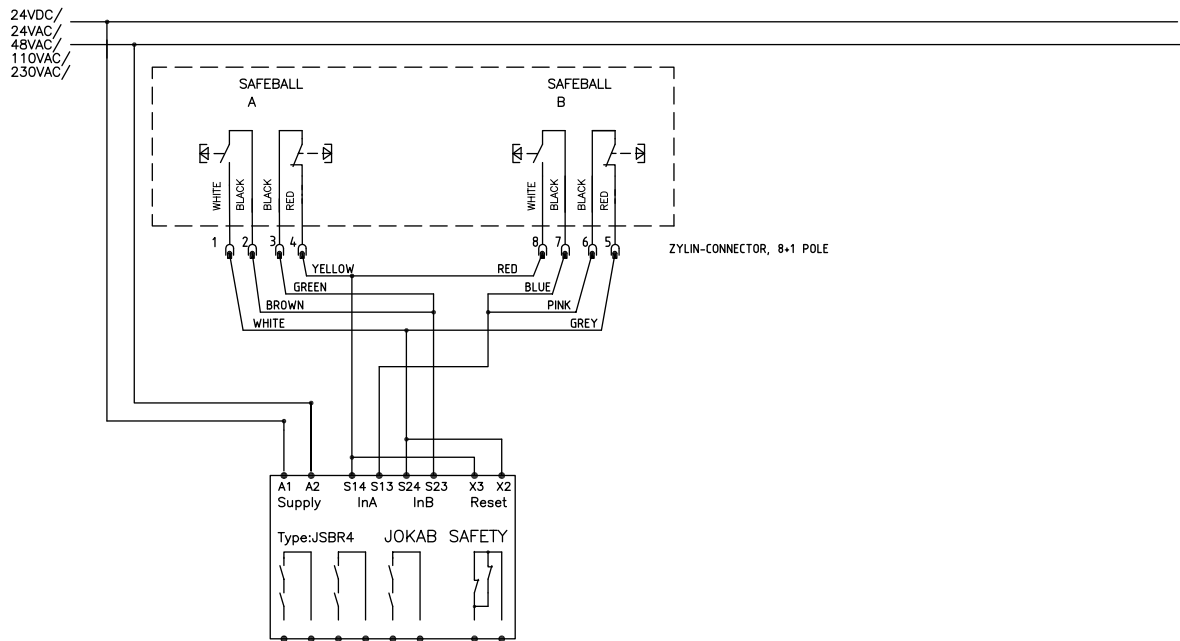 24VDC/
24VAC/
48VAC/
110VAC/
230VAC/
SAFEBALL SAFEBALL
A B
WHITE BLACK BLACK RED WHITE BLACK BLACK RED
1 2 3 4 8 7 6 5 ZYLIN-CONNECTOR, 8+1 POLE
YELLOW RED
GREEN BLUE
BROWN PINK
WHITE GREY
A1 A2 S14 S13 S24 S23 X3 X2
Supply InA InB Reset
Type:JSBR4 JOKAB SAFETY